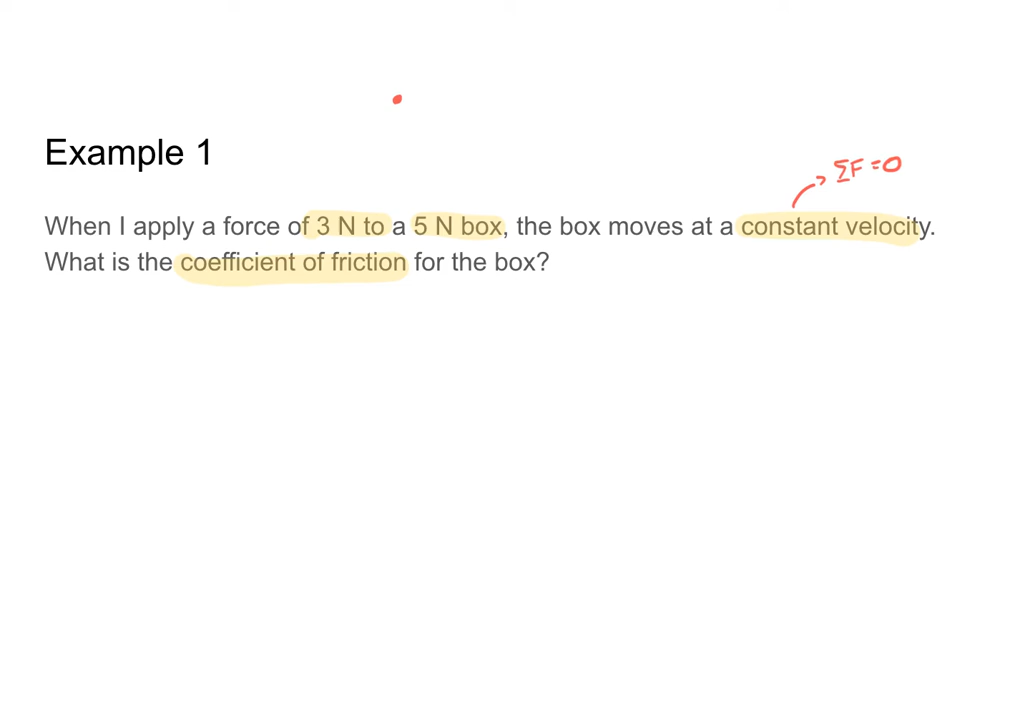 Example 1
ΣF = 0
When I apply a force of 3 N to a 5 N box, the box moves at a constant velocity.
What is the coefficient of friction for the box?